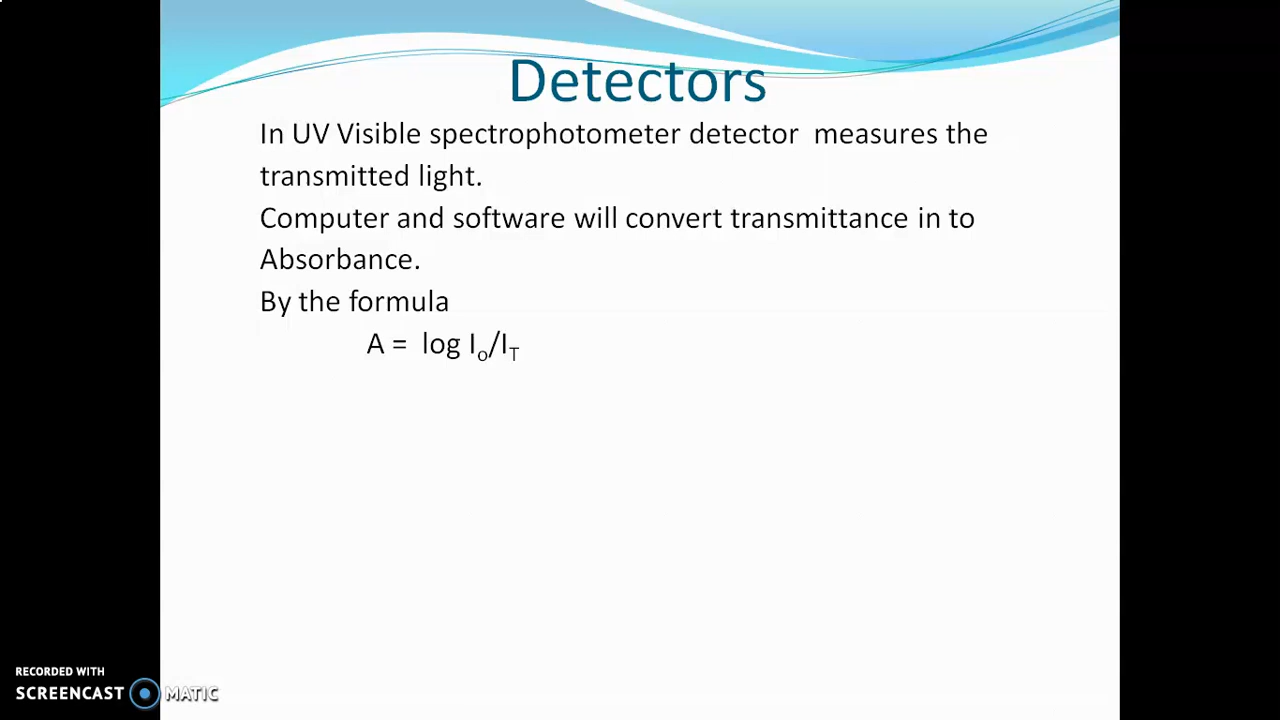 Detectors
In UV Visible spectrophotometer detector  measures the
transmitted light.
Computer and software will convert transmittance in to
Absorbance.
By the formula
A =  log Io/IT
RECORDED WITH
SCREENCAST MATIC